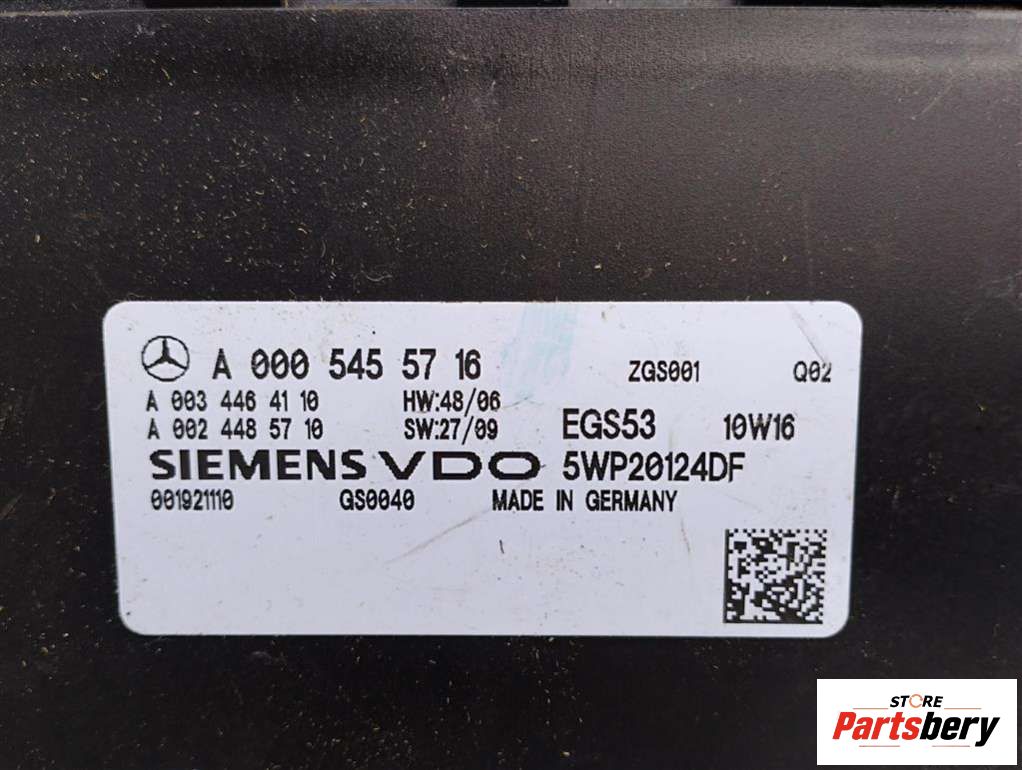 A 000 545 57 16 ZGS001 Q02
A 003 446 41 10 HW:48/06
A 002 448 57 10 SW:27/09 EGS53 10W16
SIEMENS VDO 5WP20124DF
001921110 GS0040 MADE IN GERMANY
STORE
Partsbery